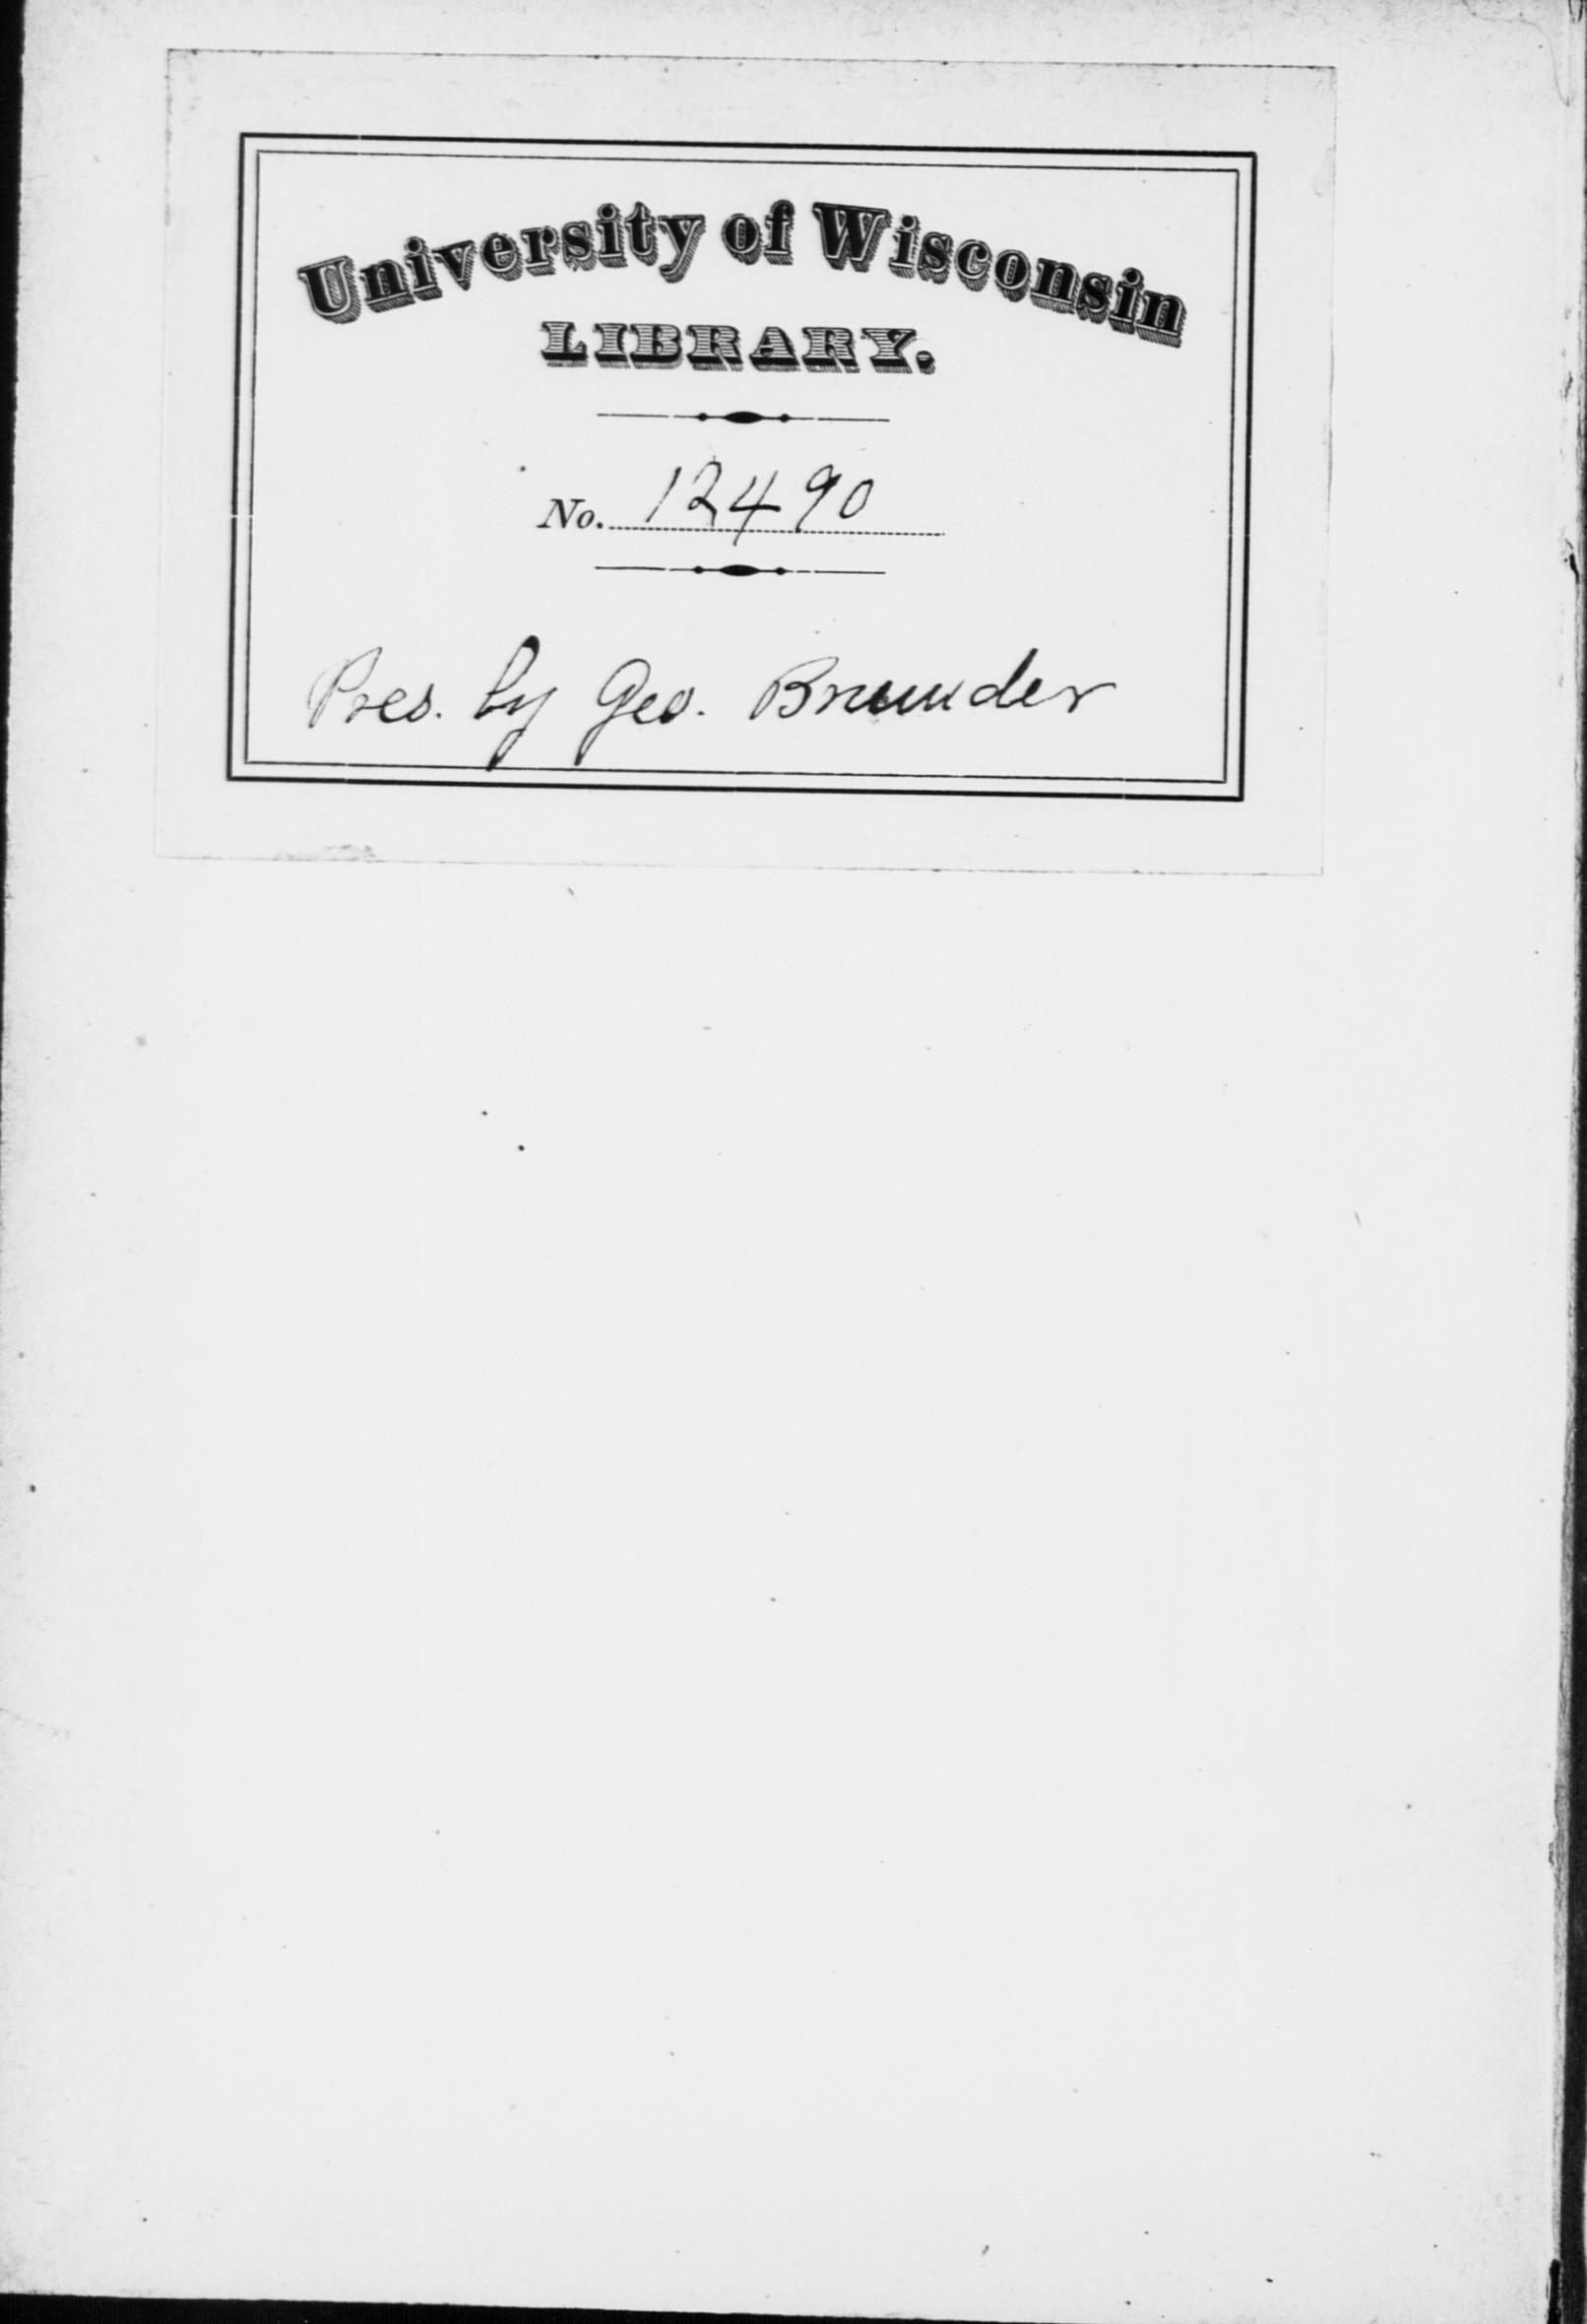 University of Wisconsin
LIBRARY.
No. 12490
Pres. by Geo. Brumder